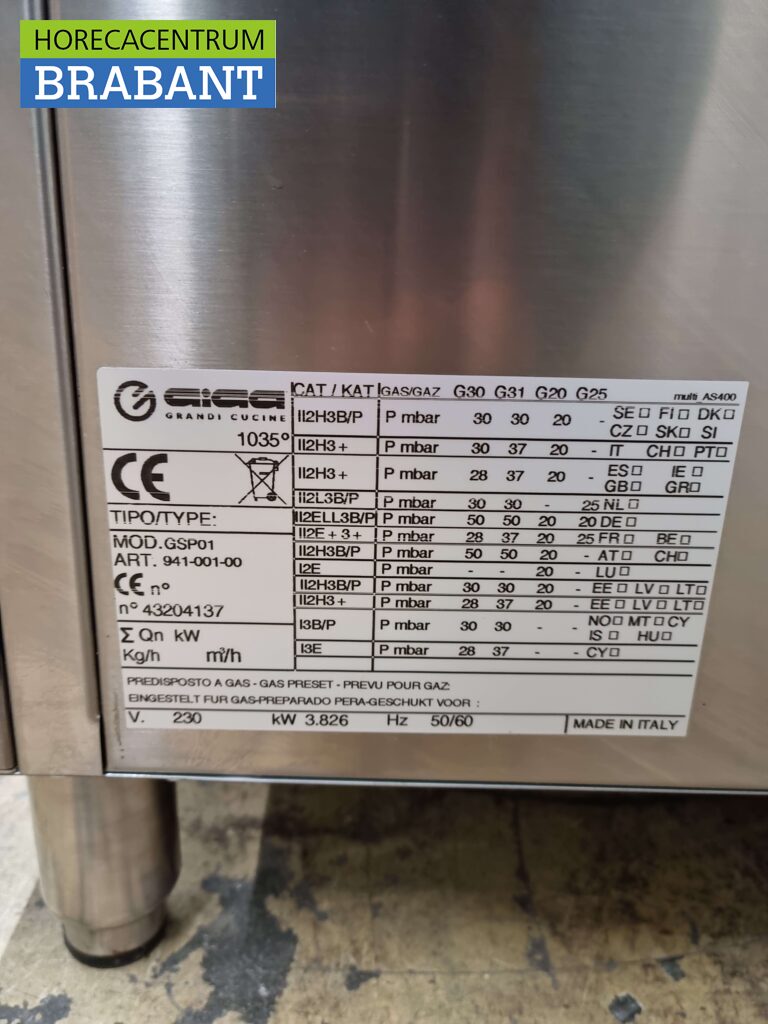 HORECACENTRUM
BRABANT
GIGA
GRANDI CUCINE
1035°
CAT / KAT GAS/GAZ G30 G31 G20 G25 multi AS400
II2H3B/P P mbar 30 30 20 - SE□ FI□ DK□
CZ□ SK□ SI
II2H3+ P mbar 30 37 20 - IT CH□ PT□
II2H3+ P mbar 28 37 20 - ES□ IE□
GB□ GR□
II2L3B/P P mbar 30 30 - 25 NL□
II2ELL3B/P P mbar 50 50 20 20 DE□
II2E+3+ P mbar 28 37 20 25 FR□ BE□
II2H3B/P P mbar 50 50 20 - AT□ CH□
I2E P mbar - - 20 - LU□
II2H3B/P P mbar 30 30 20 - EE□ LV□ LT□
II2H3+ P mbar 28 37 20 - EE□ LV□ LT□
I3B/P P mbar 30 30 - - NO□ MT□ CY
IS□ HU□
I3E P mbar 28 37 - - CY□
CE
TIPO/TYPE:
MOD.GSP01
ART. 941-001-00
CE n°
n° 43204137
Σ Qn kW
Kg/h m³/h
PREDISPOSTO A GAS - GAS PRESET - PREVU POUR GAZ:
EINGESTELT FUR GAS-PREPARADO PERA-GESCHUKT VOOR :
V. 230 kW 3.826 Hz 50/60 MADE IN ITALY